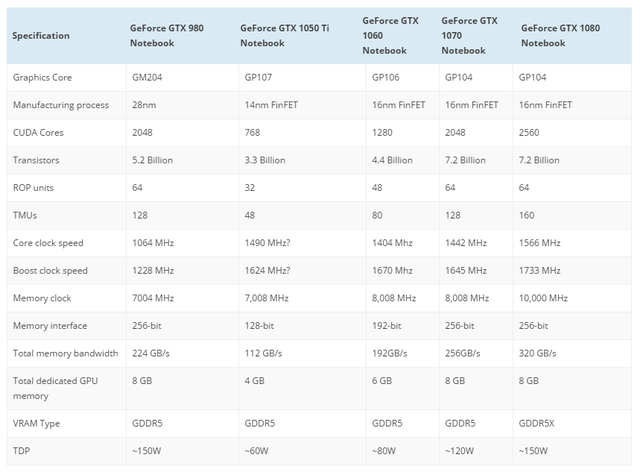 Specification GeForce GTX 980 Notebook GeForce GTX 1050 Ti Notebook GeForce GTX 1060 Notebook GeForce GTX 1070 Notebook GeForce GTX 1080 Notebook
Graphics Core GM204 GP107 GP106 GP104 GP104
Manufacturing process 28nm 14nm FinFET 16nm FinFET 16nm FinFET 16nm FinFET
CUDA Cores 2048 768 1280 2048 2560
Transistors 5.2 Billion 3.3 Billion 4.4 Billion 7.2 Billion 7.2 Billion
ROP units 64 32 48 64 64
TMUs 128 48 80 128 160
Core clock speed 1064 MHz 1490 MHz? 1404 Mhz 1442 MHz 1566 MHz
Boost clock speed 1228 MHz 1624 MHz? 1670 Mhz 1645 MHz 1733 MHz
Memory clock 7004 MHz 7,008 MHz 8,008 MHz 8,008 MHz 10,000 MHz
Memory interface 256-bit 128-bit 192-bit 256-bit 256-bit
Total memory bandwidth 224 GB/s 112 GB/s 192GB/s 256GB/s 320 GB/s
Total dedicated GPU memory 8 GB 4 GB 6 GB 8 GB 8 GB
VRAM Type GDDR5 GDDR5 GDDR5 GDDR5 GDDR5X
TDP ~150W ~60W ~80W ~120W ~150W